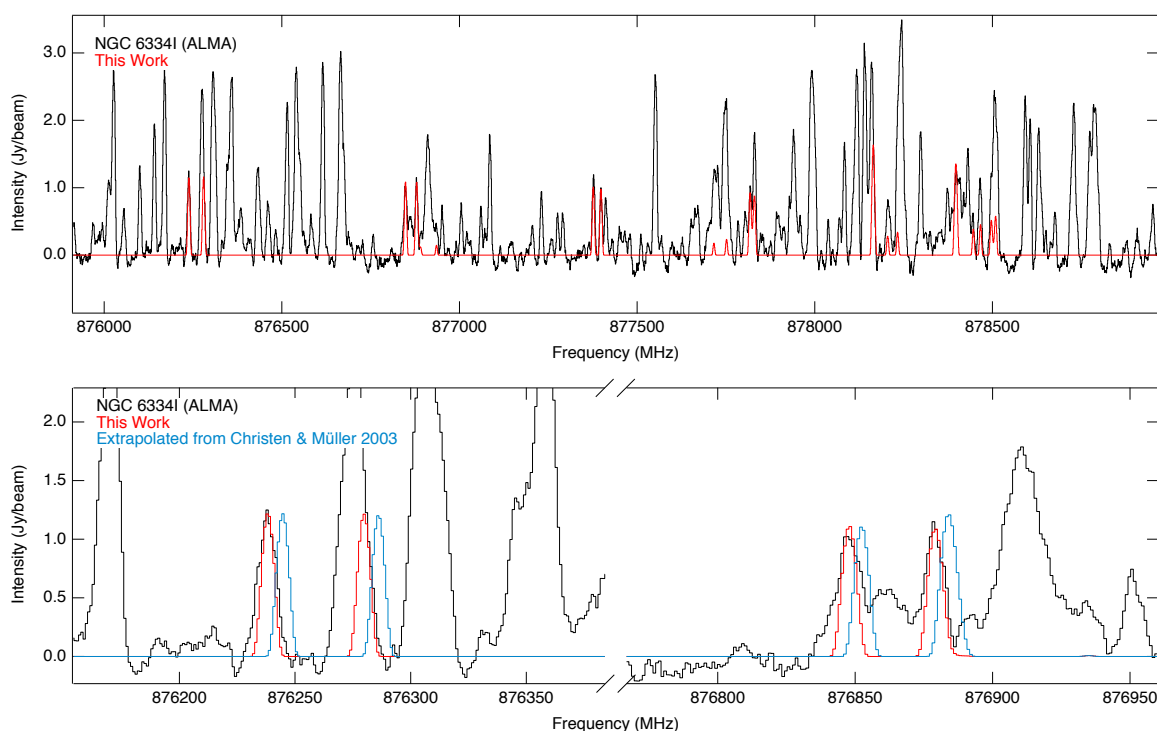 NGC 6334I (ALMA)
This Work
3.0
2.0
1.0
0.0
Intensity (Jy/beam)
876000 876500 877000 877500 878000 878500
Frequency (MHz)
NGC 6334I (ALMA)
This Work
Extrapolated from Christen & Müller 2003
2.0
1.5
1.0
0.5
0.0
Intensity (Jy/beam)
876200 876250 876300 876350 876800 876850 876900 876950
Frequency (MHz)